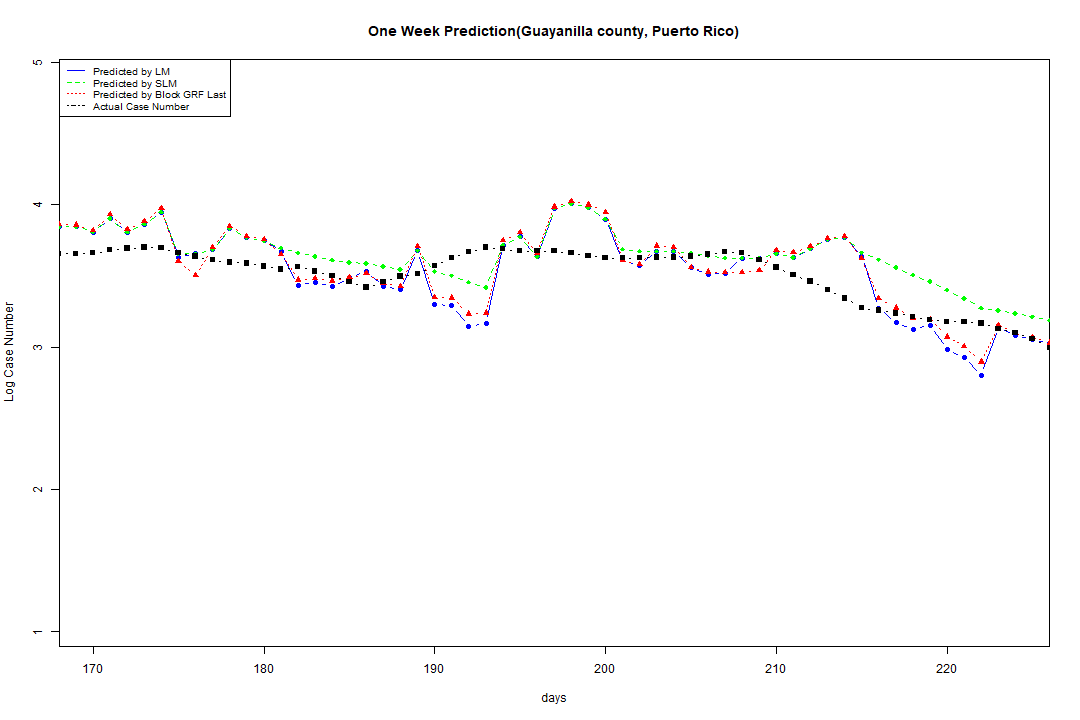 One Week Prediction(Guayanilla county, Puerto Rico)
Predicted by LM
Predicted by SLM
Predicted by Block GRF Last
Actual Case Number
5
4
3
2
1
Log Case Number
170 180 190 200 210 220
days